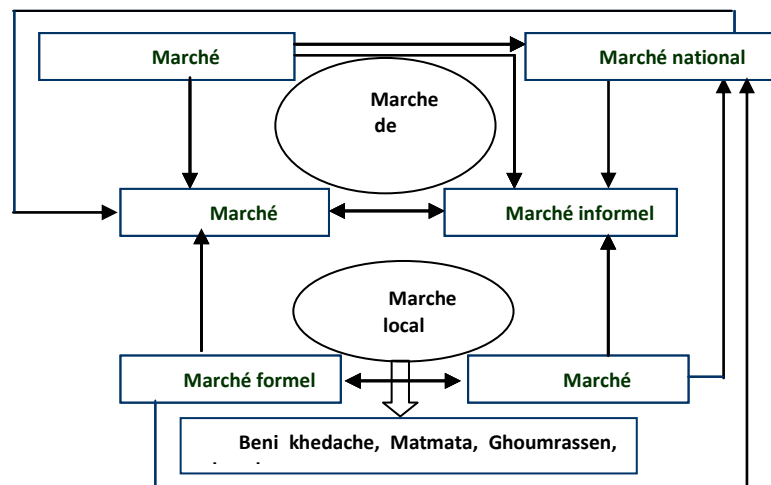 Marché
Marché national
Marche
de
Marché
Marché informel
Marche
local
Marché formel
Marché
Beni khedache, Matmata, Ghoumrassen,